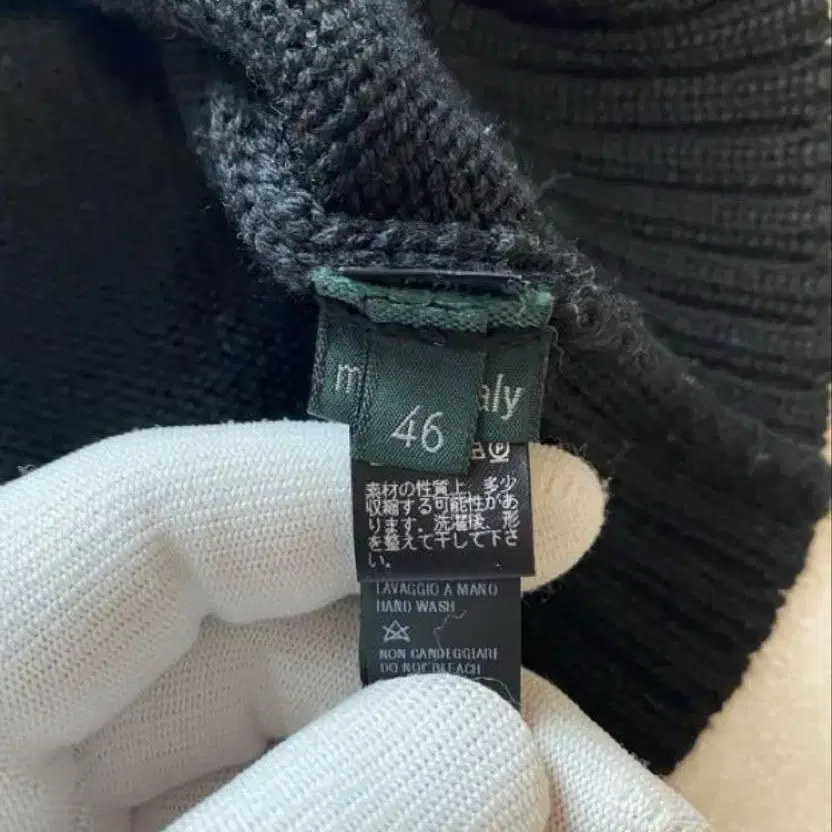 m
aly
46
素材の性質上、多少
収縮する可能性があ
ります。洗濯後、形
を整えて干して下さ
い。
LAVAGGIO A MANO
HAND WASH
NON CANDEGGIARE
DO NOT BLEACH